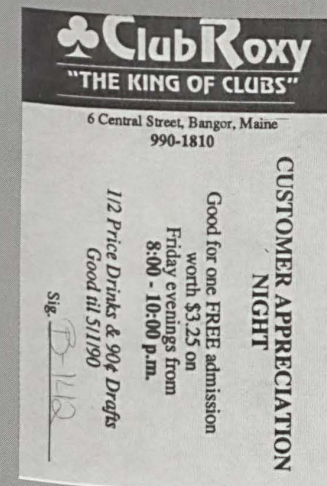 Club Roxy
"THE KING OF CLUBS"
6 Central Street, Bangor, Maine
990-1810
CUSTOMER APPRECIATION
NIGHT
Good for one FREE admission
worth $3.25 on
Friday evenings from
8:00 - 10:00 p.m.
1/2 Price Drinks & 90¢ Drafts
Good til 5/1/90
Sig.